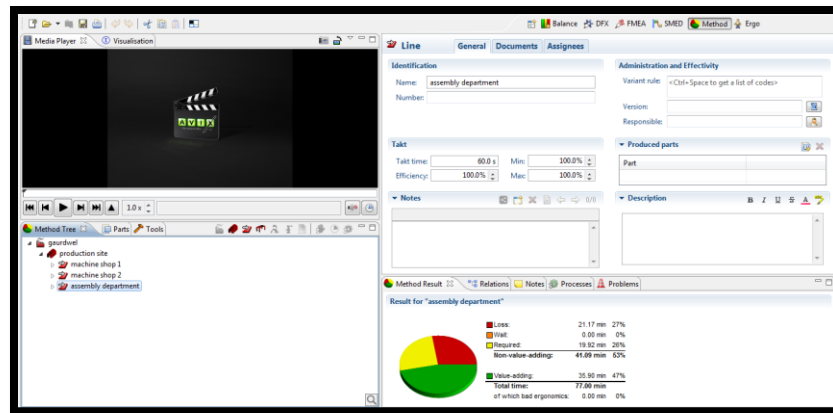 Balance DFX FMEA SMED Method Ergo
Media Player Visualisation
AVIX
1.0 x
Method Tree Parts Tools
gaurdwel
production site
machine shop 1
machine shop 2
assembly department
Line General Documents Assignees
Identification
Name: assembly department
Number:
Administration and Effectivity
Variant rule: <Ctrl+Space to get a list of codes>
Version:
Responsible:
Takt
Takt time: 60.0 s Min: 100.0%
Efficiency: 100.0% Max: 100.0%
Produced parts
Part
Notes 0/0
Description B I U S A
Method Result Relations Notes Processes Problems
Result for "assembly department"
Loss: 21.17 min 27%
Wait: 0.00 min 0%
Required: 19.92 min 26%
Non-value-adding: 41.09 min 53%
Value-adding: 35.90 min 47%
Total time: 77.00 min
of which bad ergonomics: 0.00 min 0%